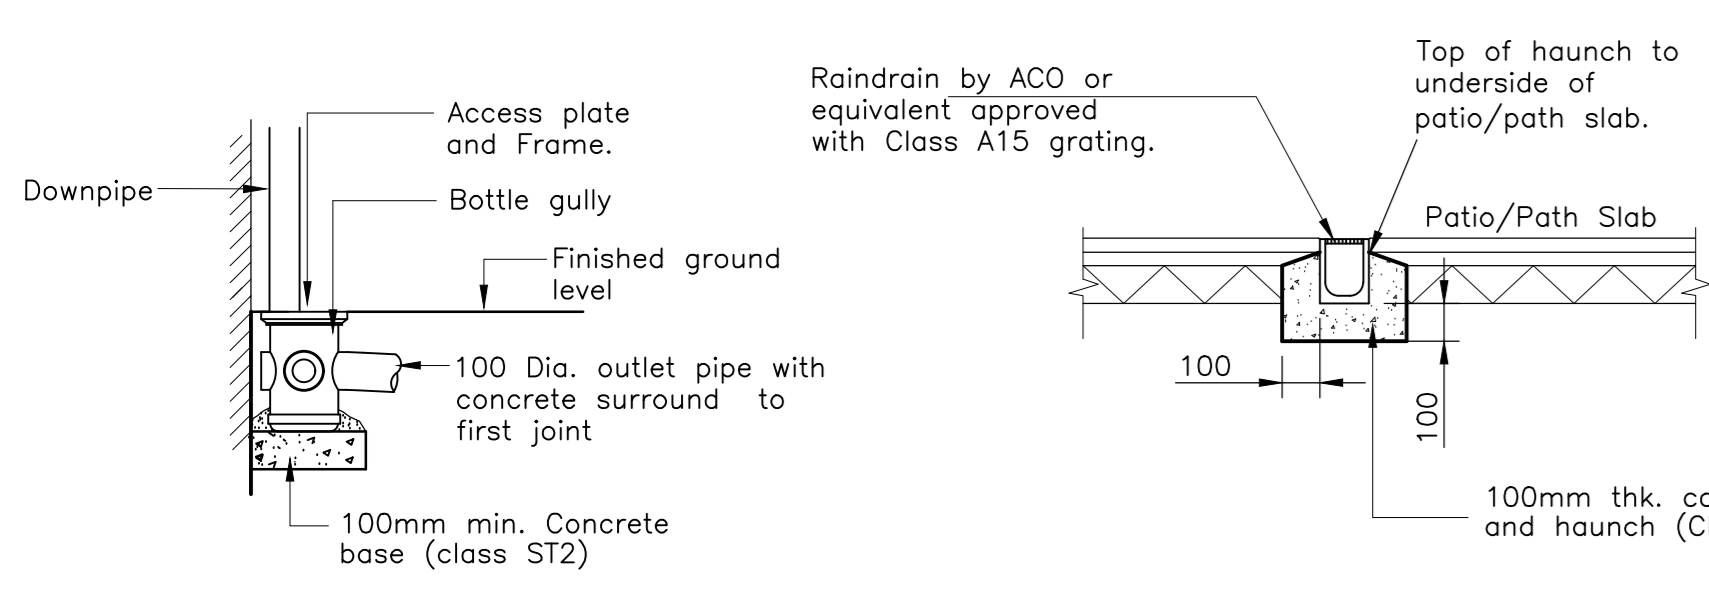 Access plate
and Frame.
Downpipe
Bottle gully
Finished ground
level
100 Dia. outlet pipe with
concrete surround to
first joint
100mm min. Concrete
base (class ST2)
Raindrain by ACO or
equivalent approved
with Class A15 grating.
Top of haunch to
underside of
patio/path slab.
Patio/Path Slab
100
100
100mm thk.
and haunch